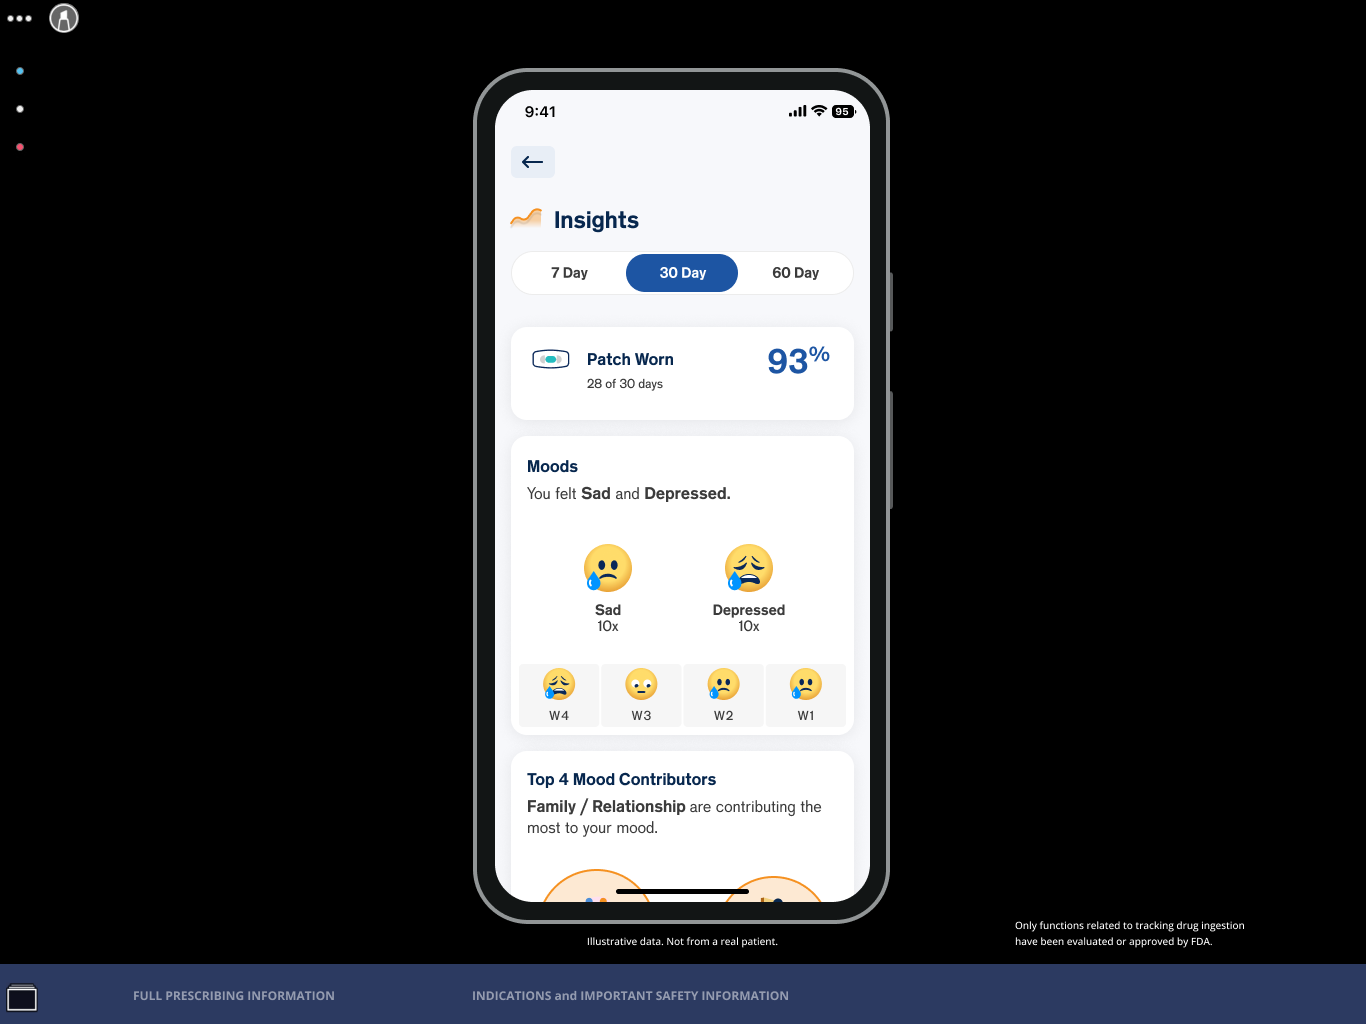 9:41
95
Insights
7 Day
30 Day
60 Day
Patch Worn
93%
28 of 30 days
Moods
You felt Sad and Depressed.
Sad
Depressed
10x
10x
W4
W3
W2
W1
Top 4 Mood Contributors
Family / Relationship are contributing the
most to your mood.
Only functions related to tracking drug ingestion
have been evaluated or approved by FDA.
Illustrative data. Not from a real patient.
FULL PRESCRIBING INFORMATION
INDICATIONS and IMPORTANT SAFETY INFORMATION